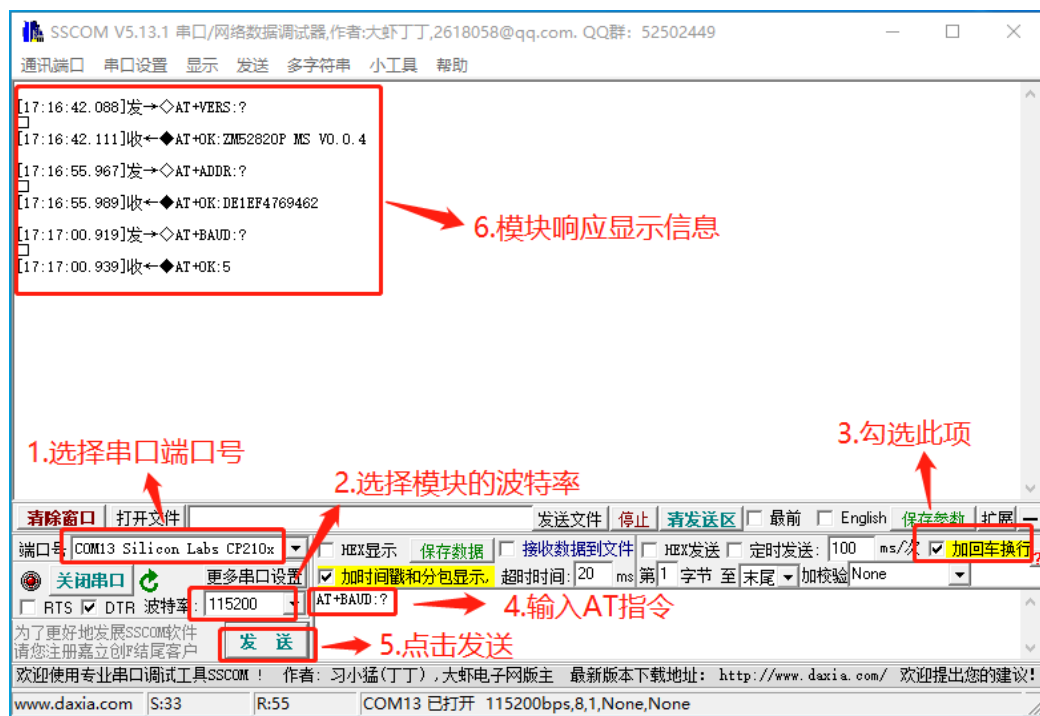 SSCOM V5.13.1 串口/网络数据调试器,作者:大虾丁丁,2618058@qq.com. QQ群: 52502449
通讯端口 串口设置 显示 发送 多字符串 小工具 帮助
[17:16:42.088]发→◇AT+VERS:?
□
[17:16:42.111]收←◆AT+OK:ZM52820P MS V0.0.4
[17:16:55.967]发→◇AT+ADDR:?
□
[17:16:55.989]收←◆AT+OK:DE1EF4769462
[17:17:00.919]发→◇AT+BAUD:?
□
[17:17:00.939]收←◆AT+OK:5
6.模块响应显示信息
1.选择串口端口号
2.选择模块的波特率
3.勾选此项
清除窗口 打开文件 发送文件 停止 清发送区 最前 English 保存参数 扩展 —
端口号 COM13 Silicon Labs CP210x HEX显示 保存数据 接收数据到文件 HEX发送 定时发送: 100 ms/次 加回车换行
关闭串口 更多串口设置 加时间戳和分包显示, 超时时间: 20 ms 第 1 字节 至 末尾 加校验 None
RTS DTR 波特率: 115200 AT+BAUD:?
4.输入AT指令
为了更好地发展SSCOM软件
请您注册嘉立创F结尾客户
发 送
5.点击发送
欢迎使用专业串口调试工具SSCOM ! 作者: 习小猛(丁丁),大虾电子网版主 最新版本下载地址: http://www.daxia.com/ 欢迎提出您的建议!
www.daxia.com S:33 R:55 COM13 已打开 115200bps,8,1,None,None